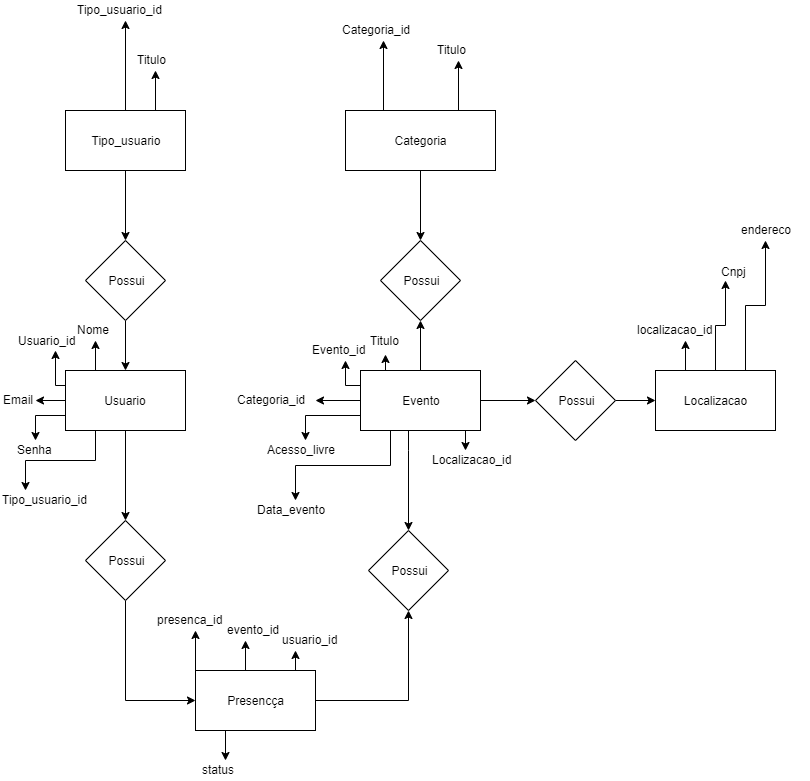 Tipo_usuario_id
Titulo
Categoria_id
Titulo
Tipo_usuario
Categoria
endereco
Cnpj
Possui
Possui
Usuario_id
Nome
Evento_id
Titulo
localizacao_id
Email
Usuario
Categoria_id
Evento
Possui
Localizacao
Senha
Acesso_livre
Localizacao_id
Tipo_usuario_id
Data_evento
Possui
Possui
presenca_id
evento_id
usuario_id
Presencça
status